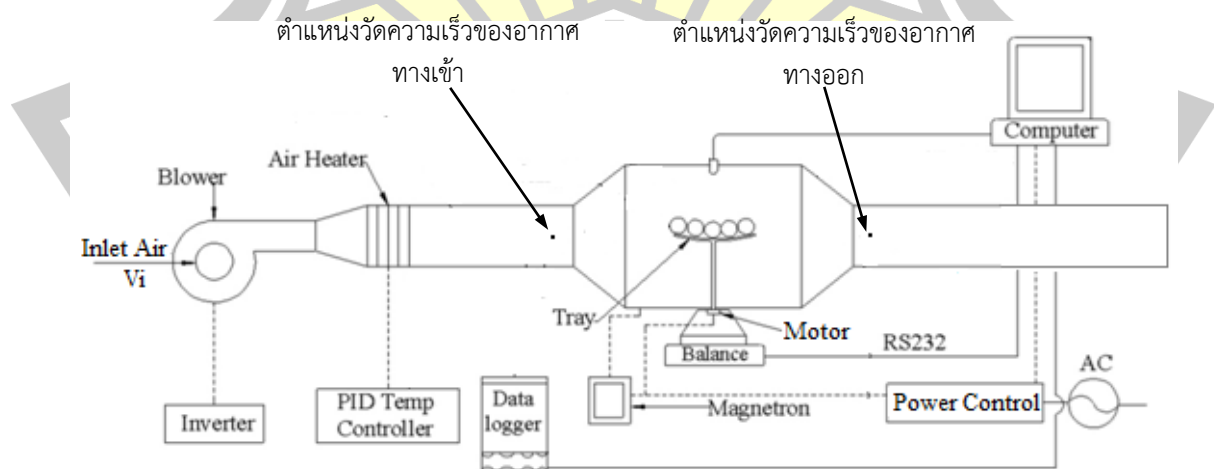 ตำแหน่งวัดความเร็วของอากาศ
ทางเข้า
ตำแหน่งวัดความเร็วของอากาศ
ทางออก
Computer
Air Heater
Blower
Inlet Air
Vi
Tray
Motor
Balance
RS232
AC
Inverter
PID Temp
Controller
Data
logger
Magnetron
Power Control